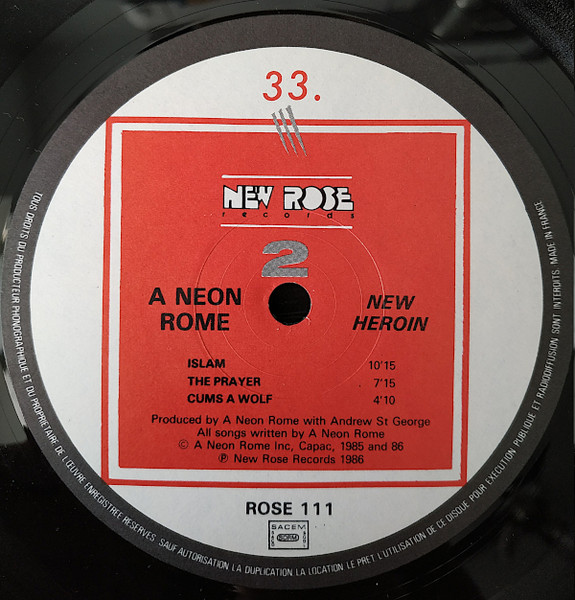 33.
NEW ROSE
records
2
A NEON
ROME
NEW
HEROIN
ISLAM 10'15
THE PRAYER 7'15
CUMS A WOLF 4'10
Produced by A Neon Rome with Andrew St George
All songs written by A Neon Rome
© A Neon Rome Inc, Capac, 1985 and 86
℗ New Rose Records 1986
ROSE 111
SACEM
SDRM
TOUS DROITS DU PRODUCTEUR PHONOGRAPHIQUE ET DU PROPRIETAIRE DE L'ŒUVRE ENREGISTREE RESERVES. SAUF AUTORISATION LA DUPLICATION LA LOCATION LE PRET L'UTILISATION DE CE DISQUE POUR EXECUTION PUBLIQUE ET RADIODIFFUSION SONT INTERDITS. MADE IN FRANCE